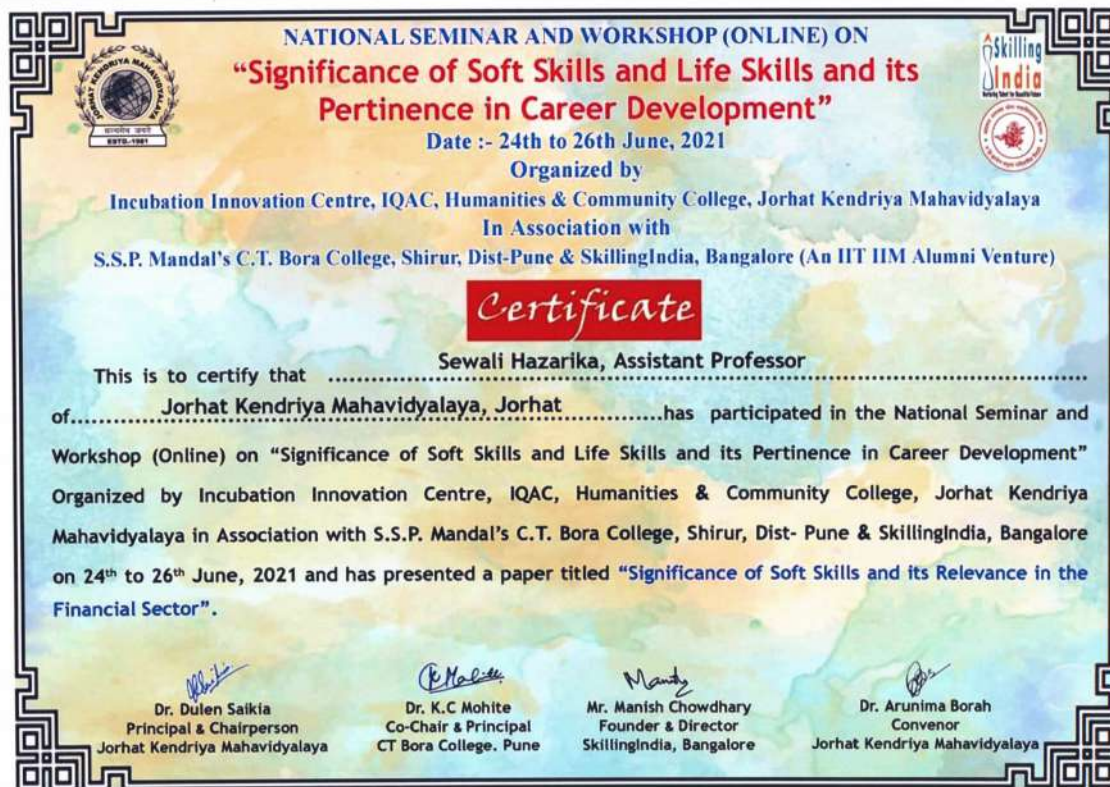 NATIONAL SEMINAR AND WORKSHOP (ONLINE) ON
“Significance of Soft Skills and Life Skills and its
Pertinence in Career Development”
Date :- 24th to 26th June, 2021
Organized by
Incubation Innovation Centre, IQAC, Humanities & Community College, Jorhat Kendriya Mahavidyalaya
In Association with
S.S.P. Mandal’s C.T. Bora College, Shirur, Dist-Pune & SkillingIndia, Bangalore (An IIT IIM Alumni Venture)
JORHAT KENDRIYA MAHAVIDYALAYA
सत्यमेव जयते
ESTD.-1981
Skilling
India
Certificate
This is to certify that Sewali Hazarika, Assistant Professor
of Jorhat Kendriya Mahavidyalaya, Jorhat has participated in the National Seminar and
Workshop (Online) on “Significance of Soft Skills and Life Skills and its Pertinence in Career Development”
Organized by Incubation Innovation Centre, IQAC, Humanities & Community College, Jorhat Kendriya
Mahavidyalaya in Association with S.S.P. Mandal’s C.T. Bora College, Shirur, Dist- Pune & SkillingIndia, Bangalore
on 24th to 26th June, 2021 and has presented a paper titled “Significance of Soft Skills and its Relevance in the
Financial Sector”.
Dr. Dulen Saikia
Principal & Chairperson
Jorhat Kendriya Mahavidyalaya
Dr. K.C Mohite
Co-Chair & Principal
CT Bora College. Pune
Mr. Manish Chowdhary
Founder & Director
SkillingIndia, Bangalore
Dr. Arunima Borah
Convenor
Jorhat Kendriya Mahavidyalaya